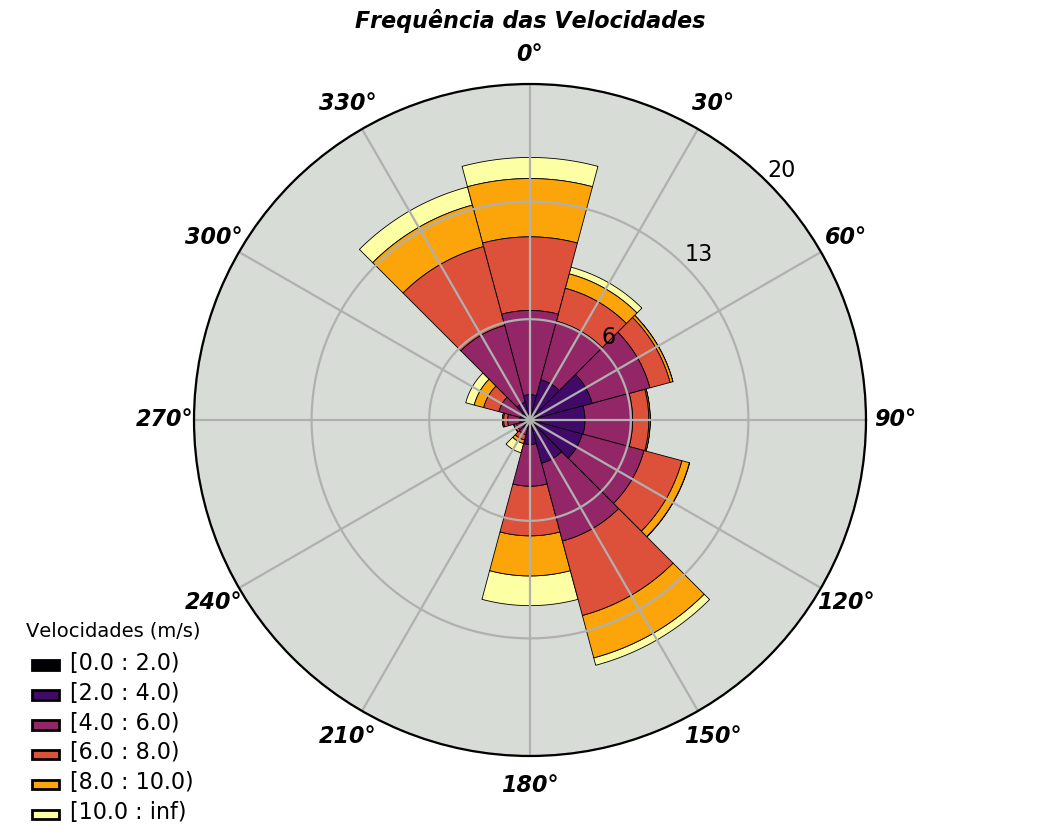 Frequência das Velocidades
0°
330°
30°
20
300°
60°
13
6
270°
90°
240°
120°
210°
150°
180°
Velocidades (m/s)
[0.0 : 2.0)
[2.0 : 4.0)
[4.0 : 6.0)
[6.0 : 8.0)
[8.0 : 10.0)
[10.0 : inf)